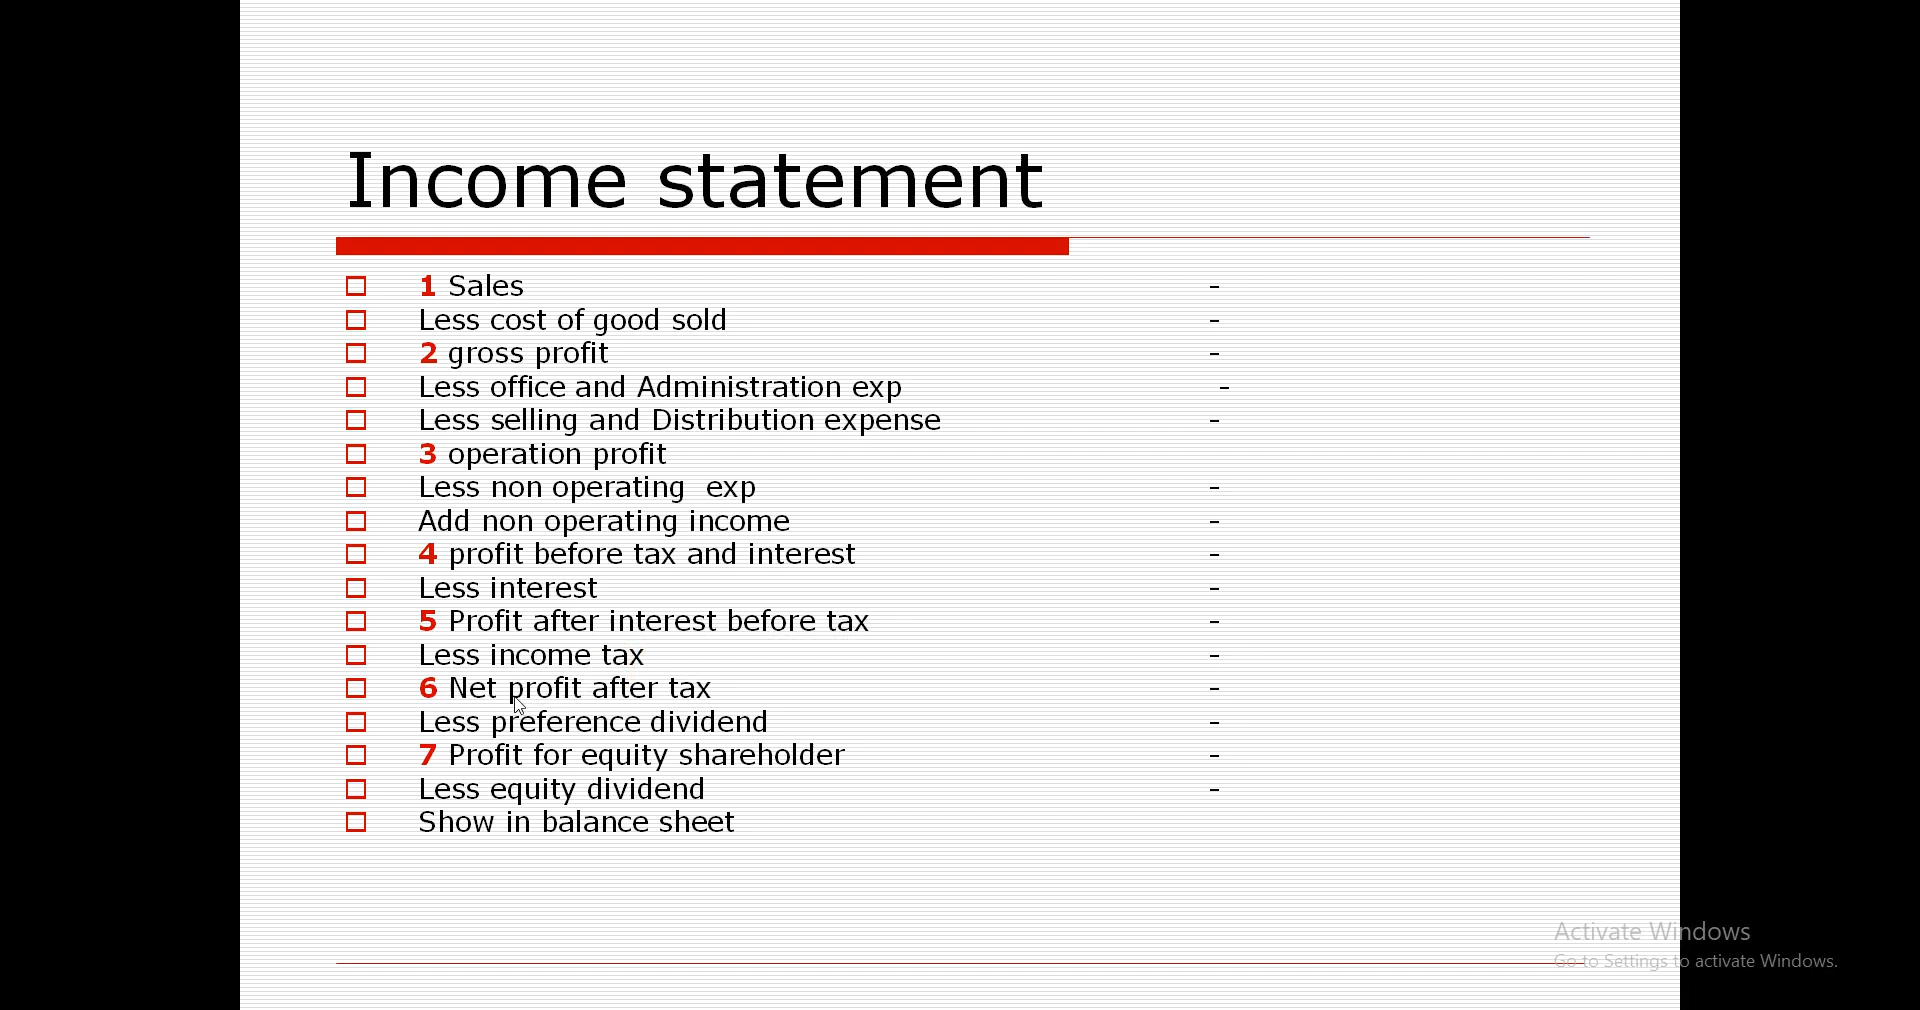 Income statement
1 Sales -
Less cost of good sold -
2 gross profit -
Less office and Administration exp -
Less selling and Distribution expense -
3 operation profit
Less non operating exp -
Add non operating income -
4 profit before tax and interest -
Less interest -
5 Profit after interest before tax -
Less income tax -
6 Net profit after tax -
Less preference dividend -
7 Profit for equity shareholder -
Less equity dividend -
Show in balance sheet
Activate Windows
Go to Settings to activate Windows.